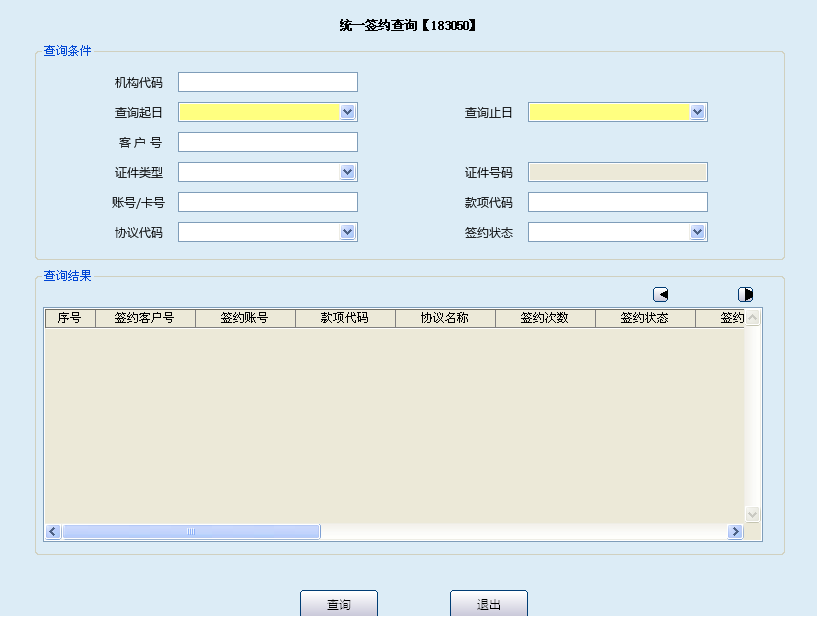 统一签约查询【183050】
查询条件
机构代码
查询起日 查询止日
客 户 号
证件类型 证件号码
账号/卡号 款项代码
协议代码 签约状态
查询结果
序号 签约客户号 签约账号 款项代码 协议名称 签约次数 签约状态 签约
查询 退出